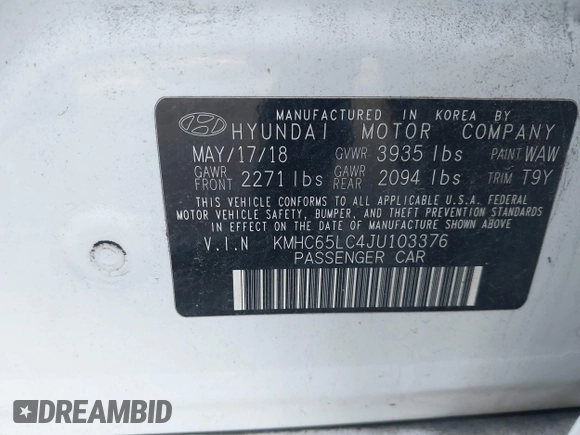 MANUFACTURED IN KOREA BY
HYUNDAI MOTOR COMPANY
MAY/17/18 GVWR 3935 lbs PAINT WAW
GAWR FRONT 2271 lbs GAWR REAR 2094 lbs TRIM T9Y
THIS VEHICLE CONFORMS TO ALL APPLICABLE U.S.A. FEDERAL
MOTOR VEHICLE SAFETY, BUMPER, AND THEFT PREVENTION STANDARDS
IN EFFECT ON THE DATE OF MANUFACTURE SHOWN ABOVE
V.I.N KMHC65LC4JU103376
PASSENGER CAR
DREAMBID